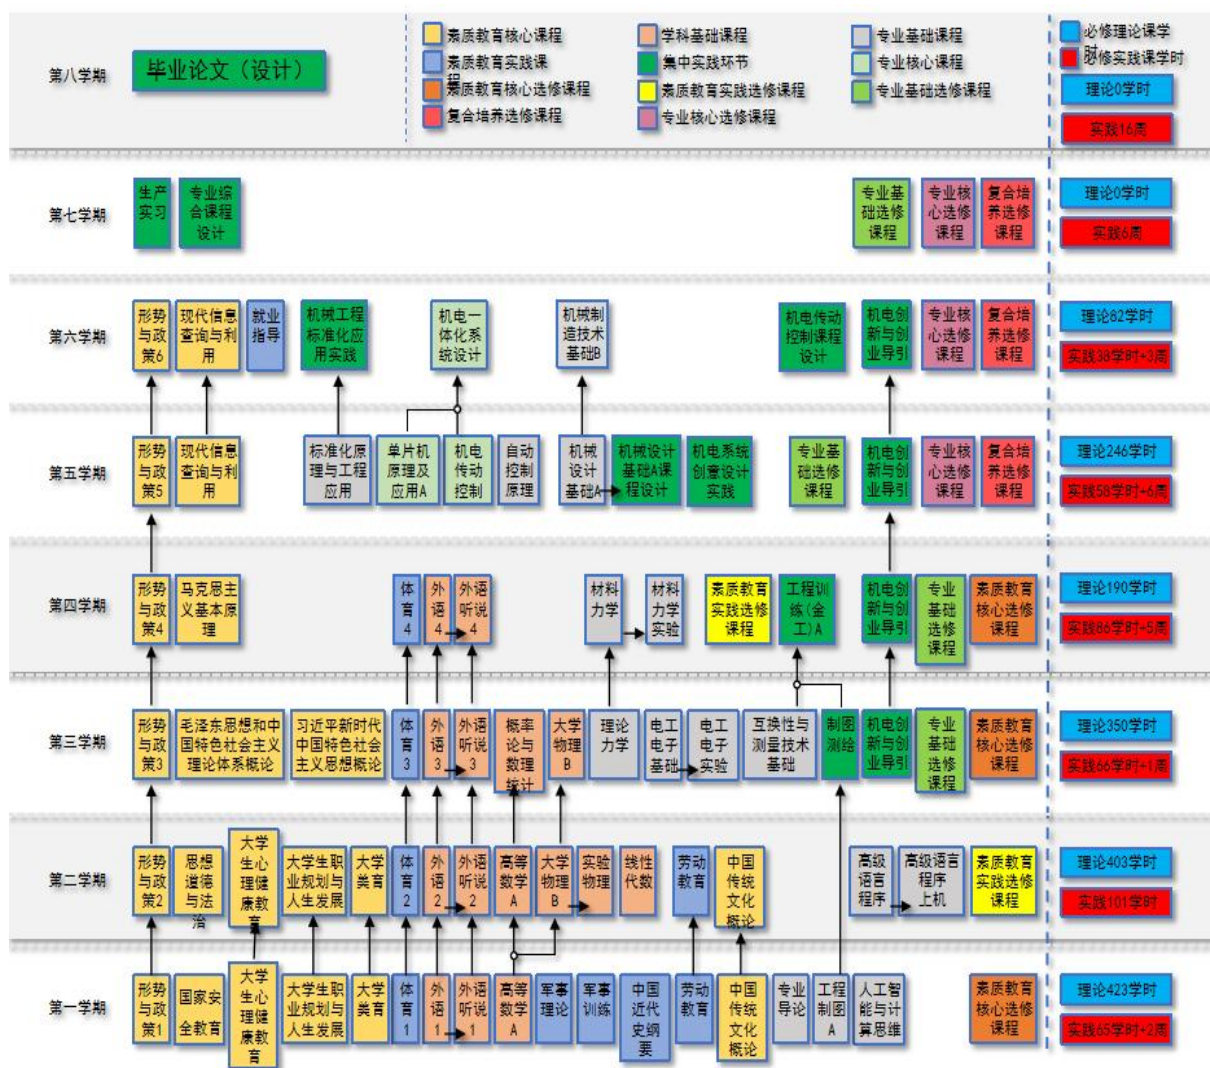 第八学期
毕业论文（设计）
素质教育核心课程
素质教育实践课
程
素质教育核心选修课程
复合培养选修课程
学科基础课程
集中实践环节
素质教育实践选修课程
专业核心选修课程
专业基础课程
专业核心课程
专业基础选修课程
必修理论课学
时
必修实践课学时
理论0学时
实践16周
第七学期
生产
实习
专业综
合课程
设计
专业基
础选修
课程
专业核
心选修
课程
复合培
养选修
课程
理论0学时
实践6周
第六学期
形势
与政
策6
现代信息
查询与利
用
就业
指导
机械工程
标准化应
用实践
机电一
体化系
统设计
机械制
造技术
基础B
机电传动
控制课程
设计
机电创
新与创
业导引
专业核
心选修
课程
复合培
养选修
课程
理论82学时
实践38学时+3周
第五学期
形势
与政
策5
现代信息
查询与利
用
标准化原
理与工程
应用
单片机
原理及
应用A
机电
传动
控制
自动
控制
原理
机械
设计
基础A
机械设计
基础A课
程设计
机电系统
创意设计
实践
专业基
础选修
课程
机电创
新与创
业导引
专业核
心选修
课程
复合培
养选修
课程
理论246学时
实践58学时+6周
第四学期
形势
与政
策4
马克思主
义基本原
理
体
育
4
外
语
4
外语
听说
4
材料
力学
材料
力学
实验
素质教育
实践选修
课程
工程训
练(金
工)A
机电创
新与创
业导引
专业
基础
选修
课程
素质教育
核心选修
课程
理论190学时
实践86学时+5周
第三学期
形势
与政
策3
毛泽东思想和中
国特色社会主义
理论体系概论
习近平新时代
中国特色社会
主义思想概论
体
育
3
外
语
3
外语
听说
3
概率
论与
数理
统计
大学
物理
B
理论
力学
电工
电子
基础
电工
电子
实验
互换性与
测量技术
基础
制图
测绘
机电创
新与创
业导引
专业
基础
选修
课程
素质教育
核心选修
课程
理论350学时
实践66学时+1周
第二学期
形势
与政
策2
思想
道德
与法
治
大学
生心
理健
康教
育
大学生职
业规划与
人生发展
大学
美育
体
育
2
外
语
2
外语
听说
2
高等
数学
A
大学
物理
B
实验
物理
线性
代数
劳动
教育
中国
传统
文化
概论
高级
语言
程序
高级语言
程序
上机
素质教育
实践选修
课程
理论403学时
实践101学时
第一学期
形势
与政
策1
国家安
全教育
大学
生心
理健
康教
育
大学生职
业规划与
人生发展
大学
美育
体
育
1
外
语
1
外语
听说
1
高等
数学
A
军事
理论
军事
训练
中国
近代
史纲
要
劳动
教育
中国
传统
文化
概论
专业
导论
工程
制图
A
人工智
能与计
算思维
素质教育
核心选修
课程
理论423学时
实践65学时+2周